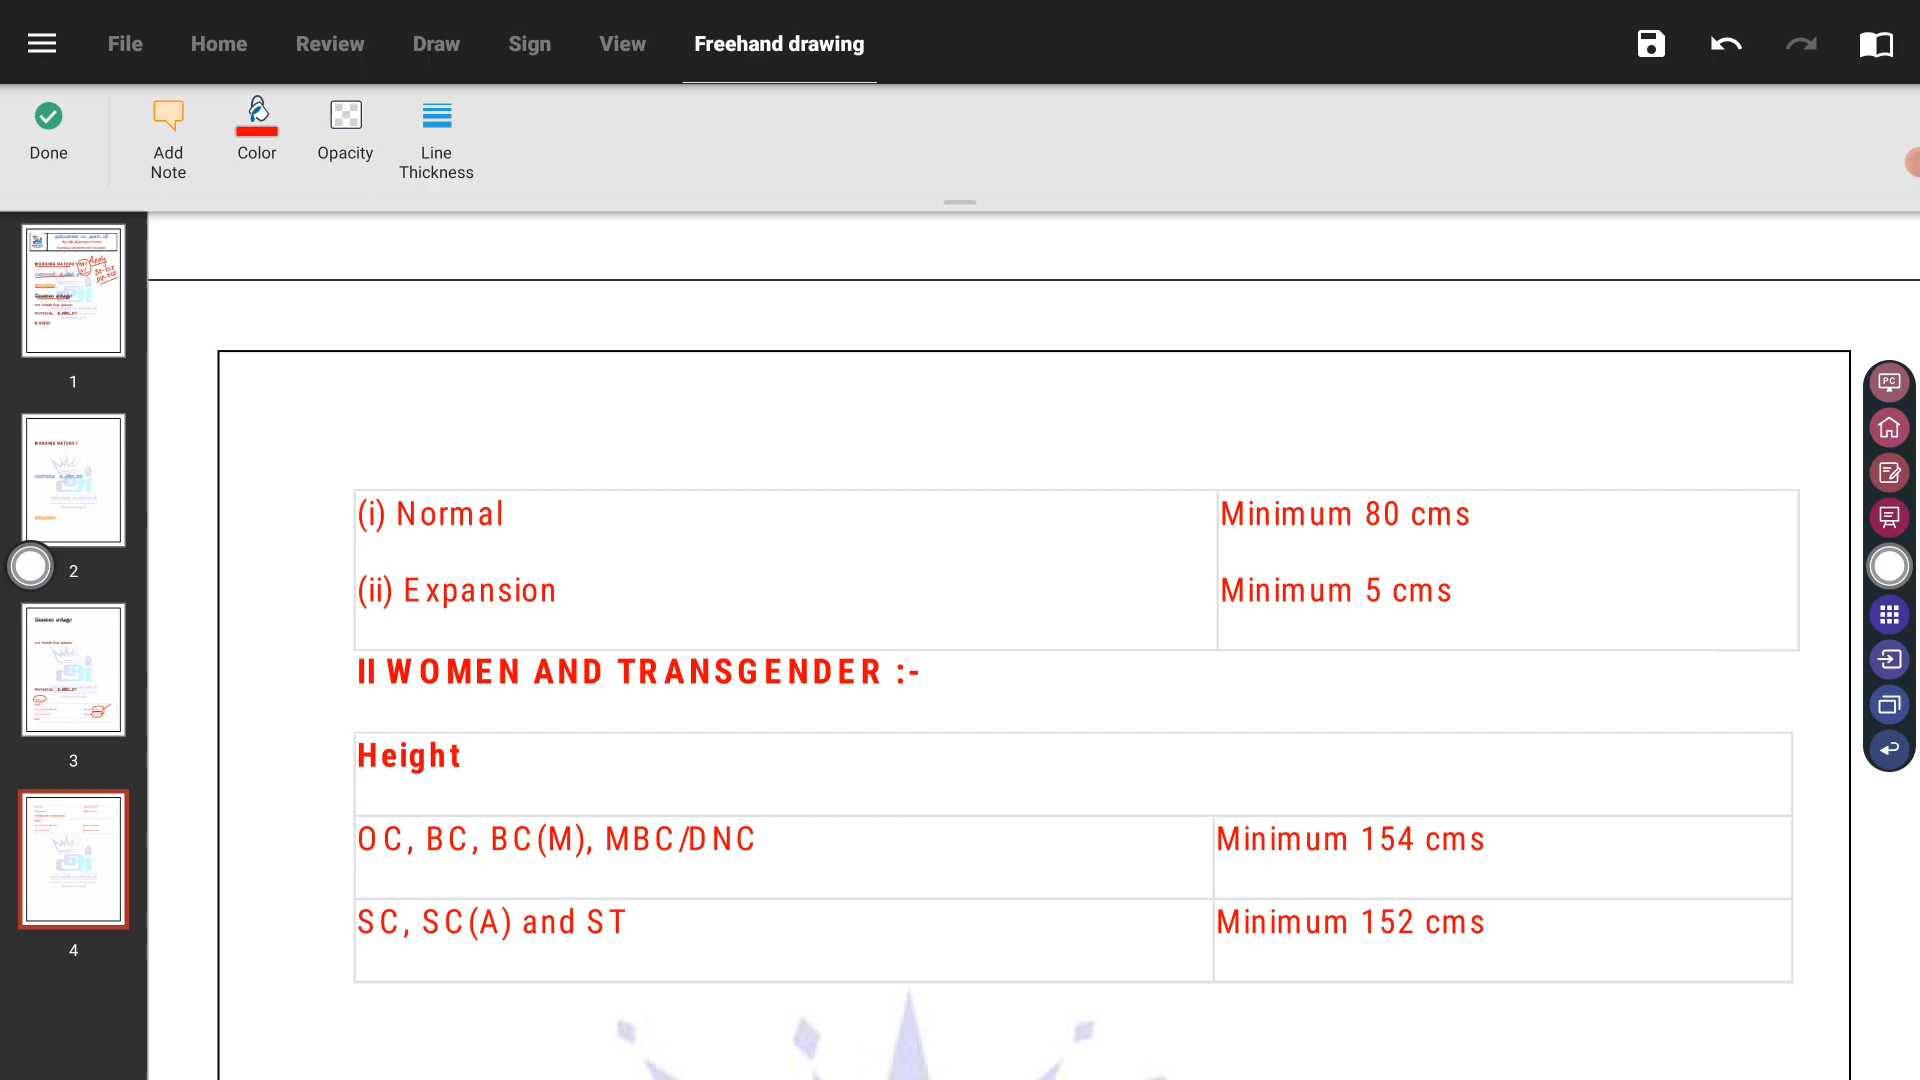 File Home Review Draw Sign View Freehand drawing
Done
Add Note
Color
Opacity
Line Thickness
PC
1
2
3
4
(i) Normal Minimum 80 cms
(ii) Expansion Minimum 5 cms
II WOMEN AND TRANSGENDER :-
Height
OC, BC, BC(M), MBC/DNC Minimum 154 cms
SC, SC(A) and ST Minimum 152 cms